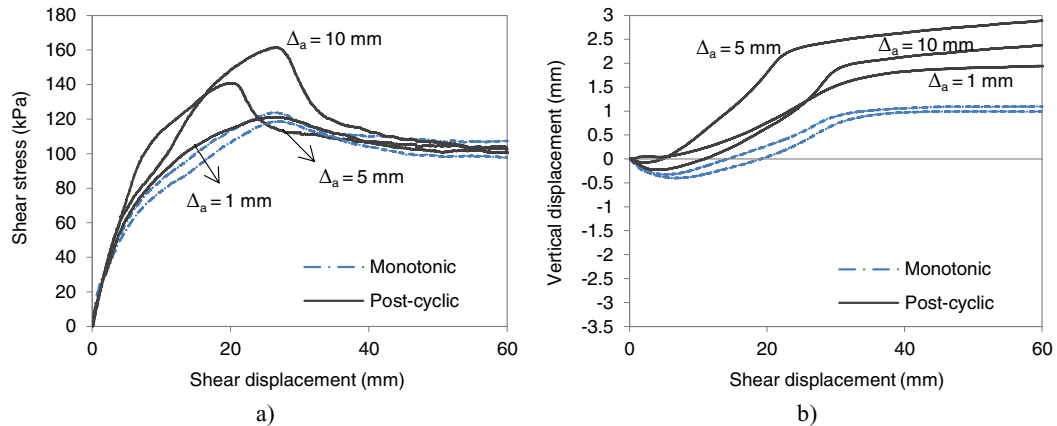 180
160
140
120
100
80
60
40
20
0
Shear stress (kPa)
Δa = 10 mm
Δa = 5 mm
Δa = 1 mm
Monotonic
Post-cyclic
0 20 40 60
Shear displacement (mm)
a)
3
2.5
2
1.5
1
0.5
0
-0.5
-1
-1.5
-2
-2.5
-3
-3.5
Vertical displacement (mm)
Δa = 5 mm
Δa = 10 mm
Δa = 1 mm
Monotonic
Post-cyclic
0 20 40 60
Shear displacement (mm)
b)